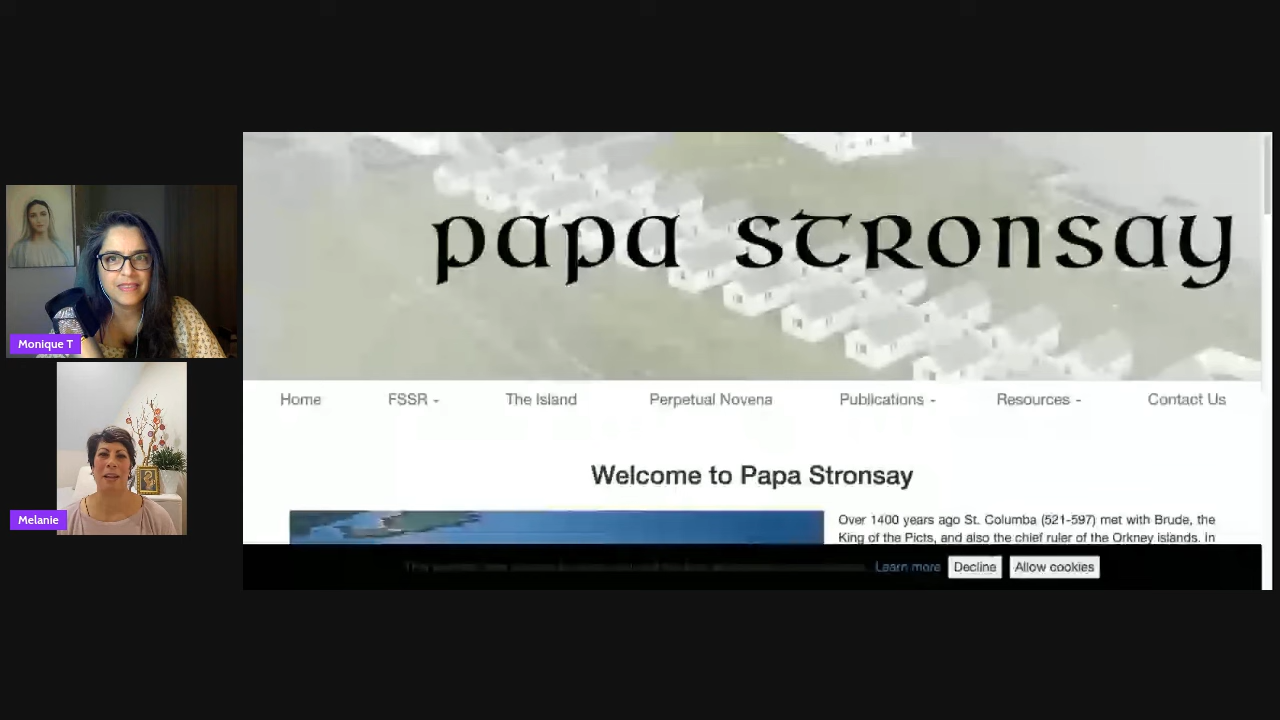 Monique T
Melanie
papa stronsay
Home FSSR The Island Perpetual Novena Publications Resources Contact Us
Welcome to Papa Stronsay
Over 1400 years ago St. Columba (521-597) met with Brude, the
King of the Picts, and also the chief ruler of the Orkney islands. In
Learn more Decline Allow cookies